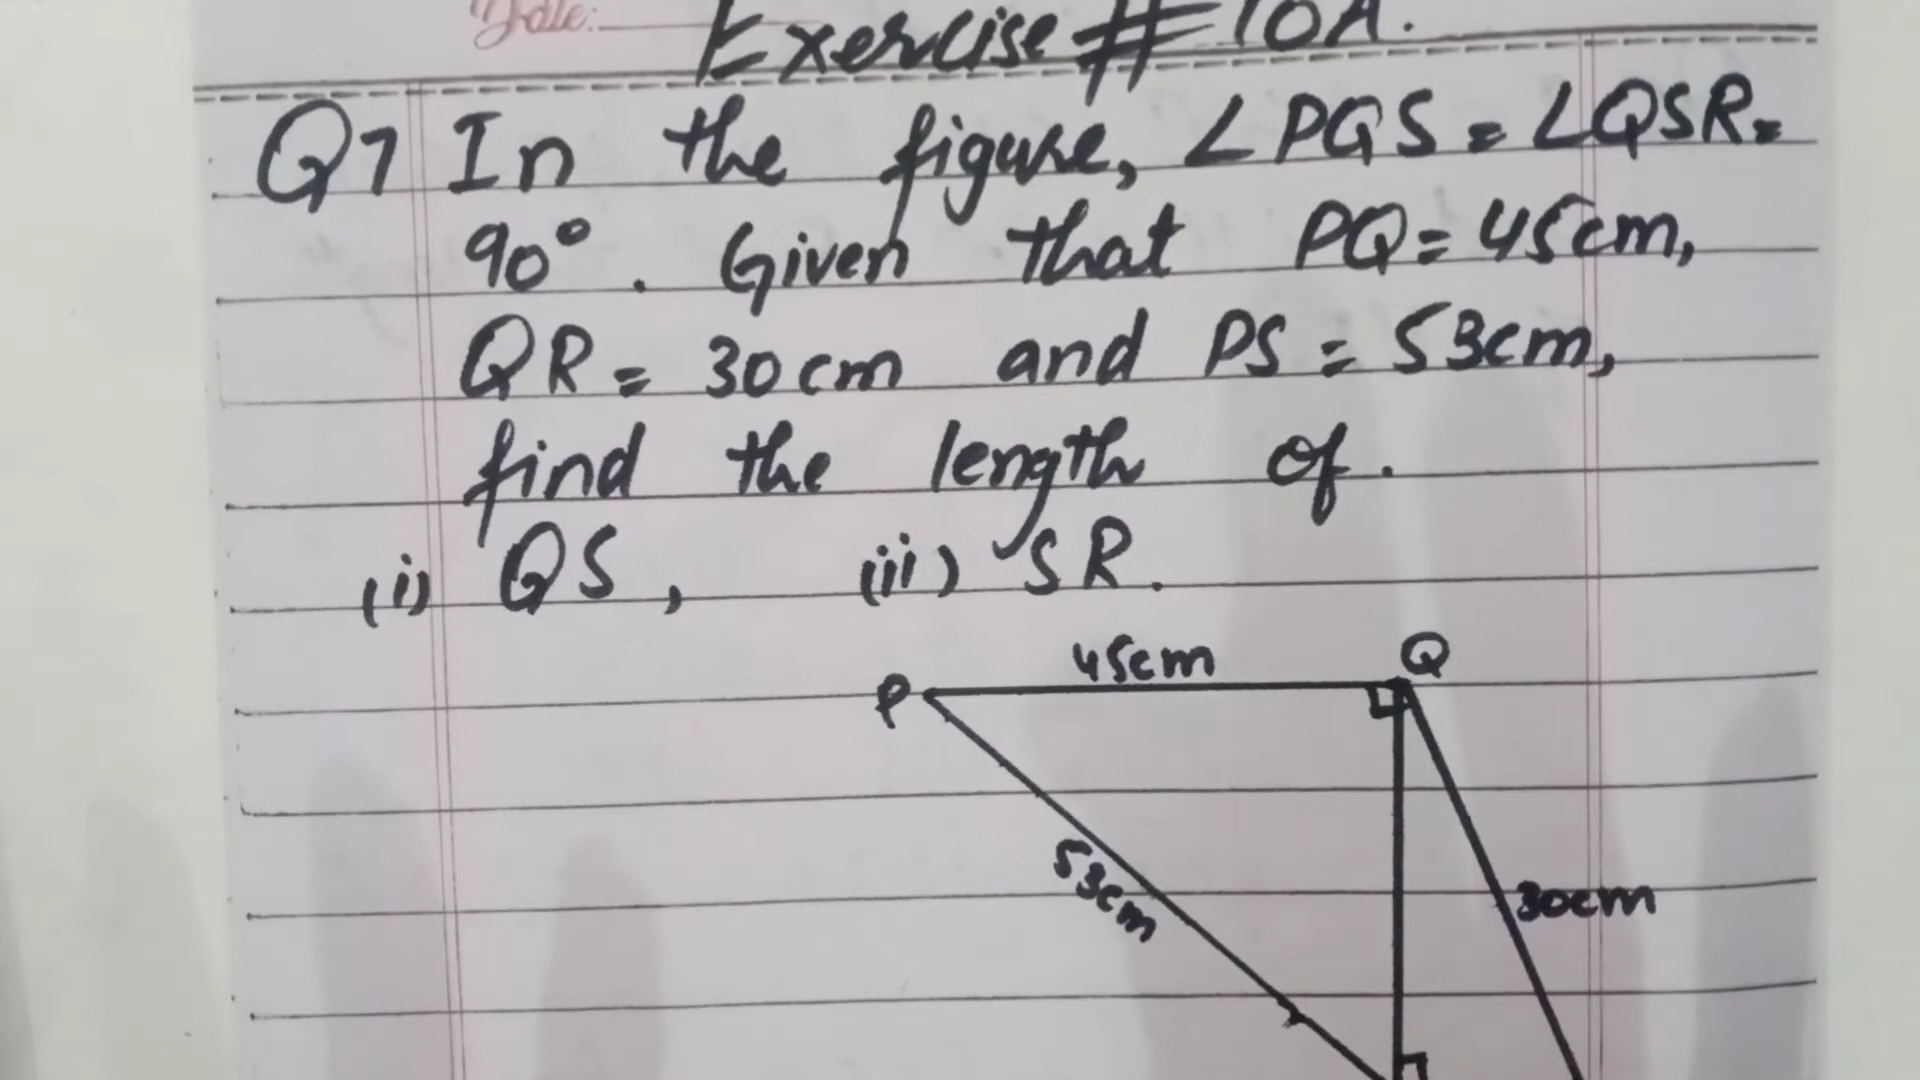 Date:
Exercise # 10A.
Q7 In the figure, ∠PQS = ∠QSR =
90°. Given that PQ = 45cm,
QR = 30cm and PS = 53cm,
find the length of.
(i) QS, (ii) SR.
45cm Q
P
53cm
30cm